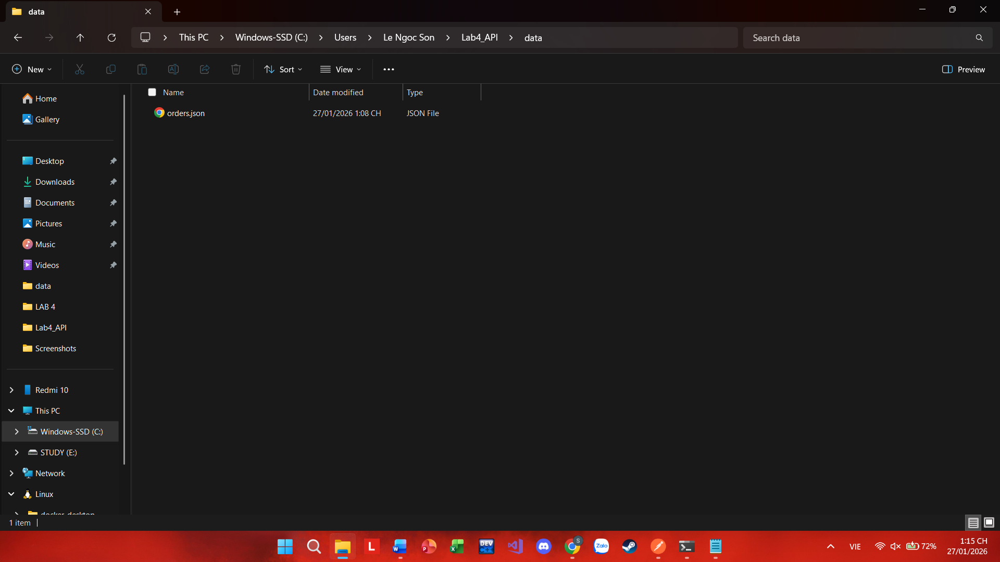 data
This PC
Windows-SSD (C:)
Users
Le Ngoc Son
Lab4_API
data
Search data
New
Sort
View
Preview
Name
Date modified
Type
orders.json
27/01/2026 1:08 CH
JSON File
Home
Gallery
Desktop
Downloads
Documents
Pictures
Music
Videos
data
LAB 4
Lab4_API
Screenshots
Redmi 10
This PC
Windows-SSD (C:)
STUDY (E:)
Network
Linux
docker-desktop
1 item
L
W
P
X
DEV
C++
S
Zalo
VIE
72%
1:15 CH
27/01/2026